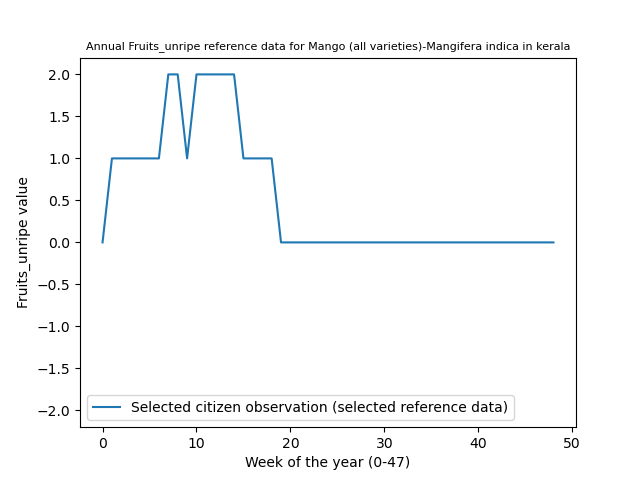 Annual Fruits_unripe reference data for Mango (all varieties)-Mangifera indica in kerala
Fruits_unripe value
2.0
1.5
1.0
0.5
0.0
−0.5
−1.0
−1.5
−2.0
Selected citizen observation (selected reference data)
0 10 20 30 40 50
Week of the year (0-47)